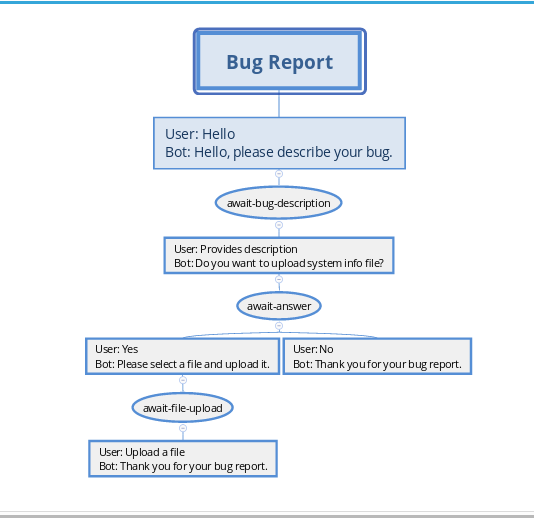 Bug Report
User: Hello
Bot: Hello, please describe your bug.
await-bug-description
User: Provides description
Bot: Do you want to upload system info file?
await-answer
User: Yes
Bot: Please select a file and upload it.
User: No
Bot: Thank you for your bug report.
await-file-upload
User: Upload a file
Bot: Thank you for your bug report.